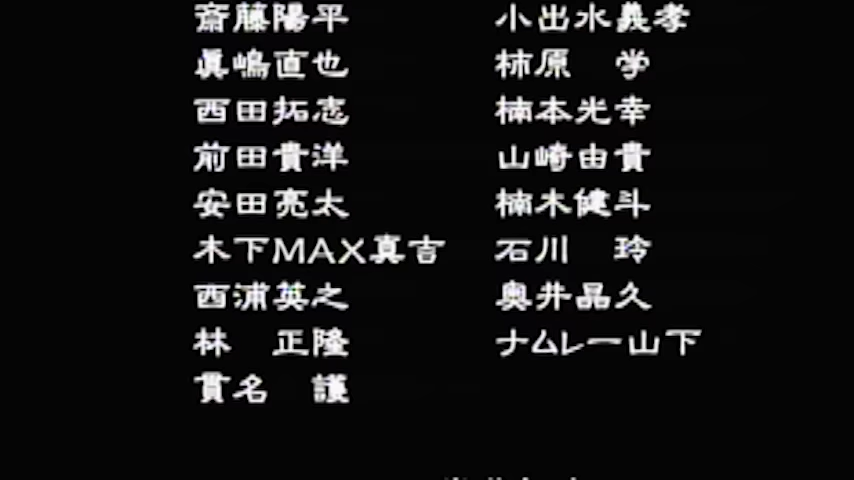 斎藤陽平　小出水義孝
眞嶋直也　柿原　学
西田拓志　楠本光幸
前田貴洋　山崎由貴
安田亮太　楠木健斗
木下MAX真吉　石川　玲
西浦英之　奥井晶久
林　正隆　ナムレー山下
貫名　護